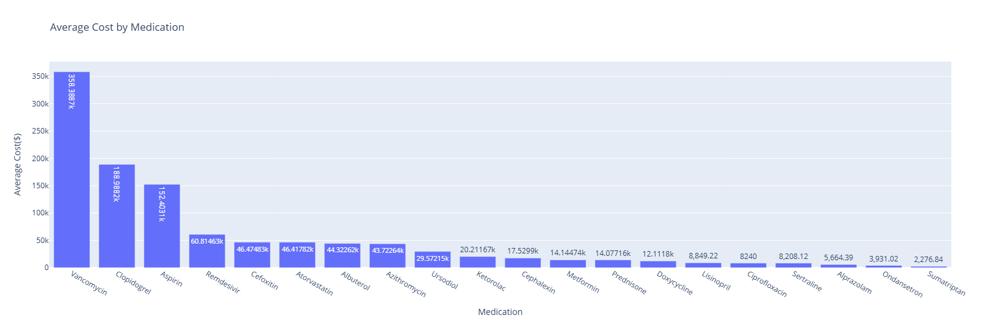 Average Cost by Medication
Average Cost($)
350k
300k
250k
200k
150k
100k
50k
0
358.3887k
188.9882k
152.4031k
60.81463k
46.47483k
46.41782k
44.32262k
43.72264k
29.57215k
20.21167k
17.5299k
14.14474k
14.07716k
12.1118k
8,849.22
8240
8,208.12
5,664.39
3,931.02
2,276.84
Vancomycin
Clopidogrel
Aspirin
Remdesivir
Cefoxitin
Atorvastatin
Albuterol
Azithromycin
Ursodiol
Ketorolac
Cephalexin
Metformin
Prednisone
Doxycycline
Lisinopril
Ciprofloxacin
Sertraline
Alprazolam
Ondansetron
Sumatriptan
Medication